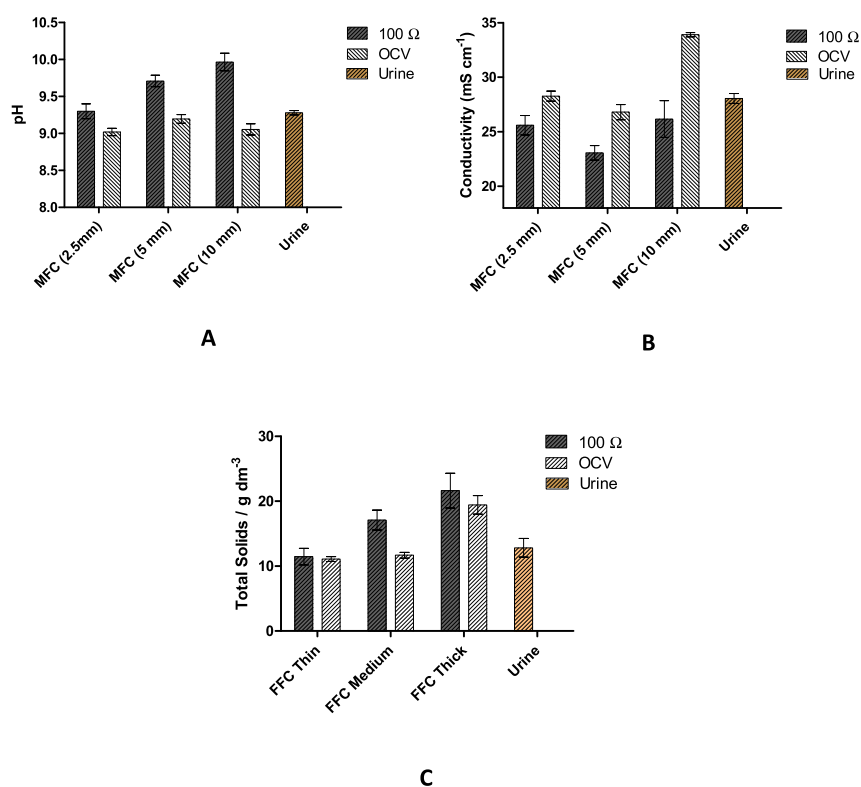 10.5
10.0
9.5
9.0
8.5
8.0
pH
MFC (2.5mm)
MFC (5 mm)
MFC (10 mm)
Urine
100 Ω
OCV
Urine
A
35
30
25
20
Conductivity (mS cm⁻¹)
MFC (2.5 mm)
MFC (5 mm)
MFC (10 mm)
Urine
100 Ω
OCV
Urine
B
30
20
10
0
Total Solids / g dm⁻³
FFC Thin
FFC Medium
FFC Thick
Urine
100 Ω
OCV
Urine
C